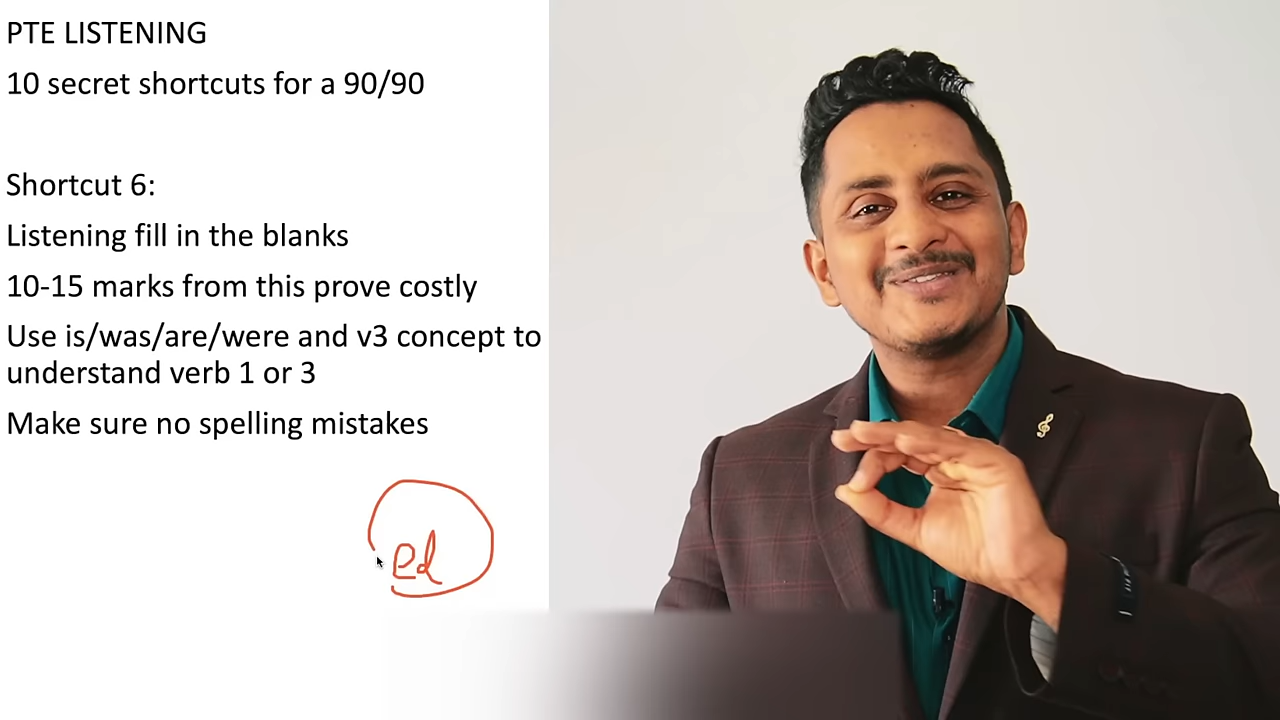 PTE LISTENING
10 secret shortcuts for a 90/90
Shortcut 6:
Listening fill in the blanks
10-15 marks from this prove costly
Use is/was/are/were and v3 concept to
understand verb 1 or 3
Make sure no spelling mistakes
ed